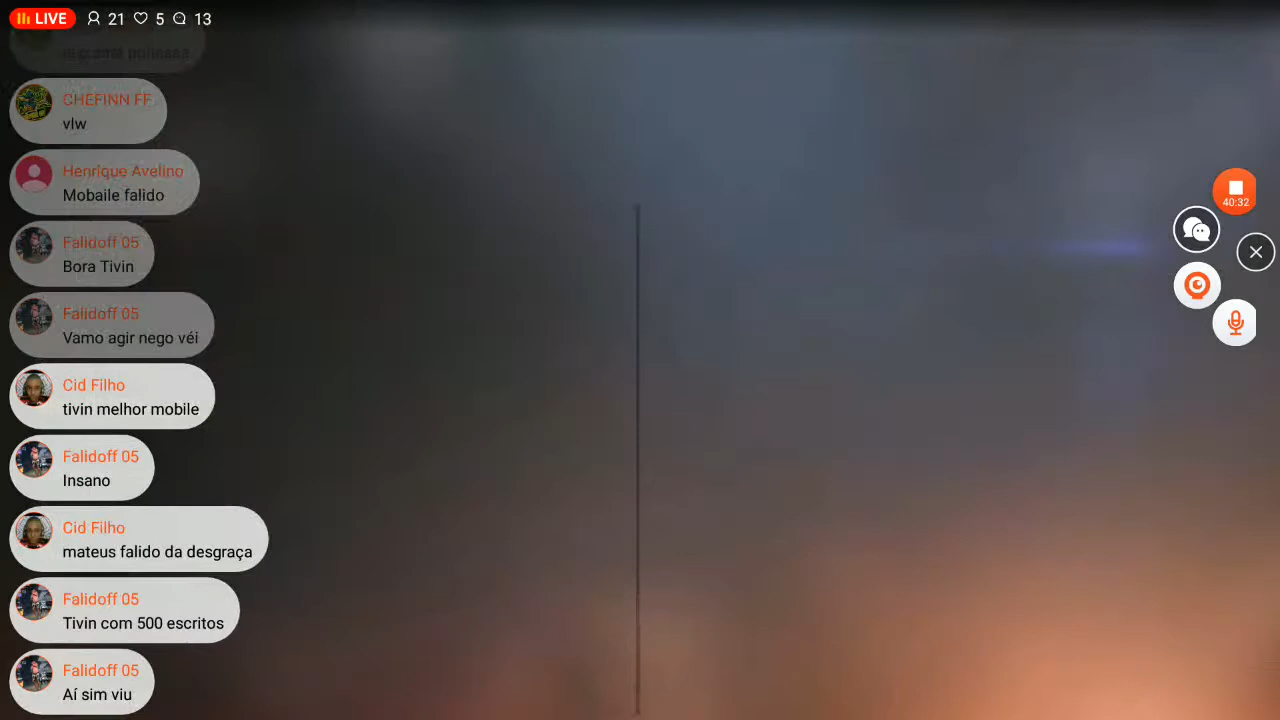 LIVE 21 5 13
CHEFINN FF
vlw
Henrique Avelino
Mobaile falido
Falidoff 05
Bora Tivin
Falidoff 05
Vamo agir nego véi
Cid Filho
tivin melhor mobile
Falidoff 05
Insano
Cid Filho
mateus falido da desgraça
Falidoff 05
Tivin com 500 escritos
Falidoff 05
Aí sim viu
40:32